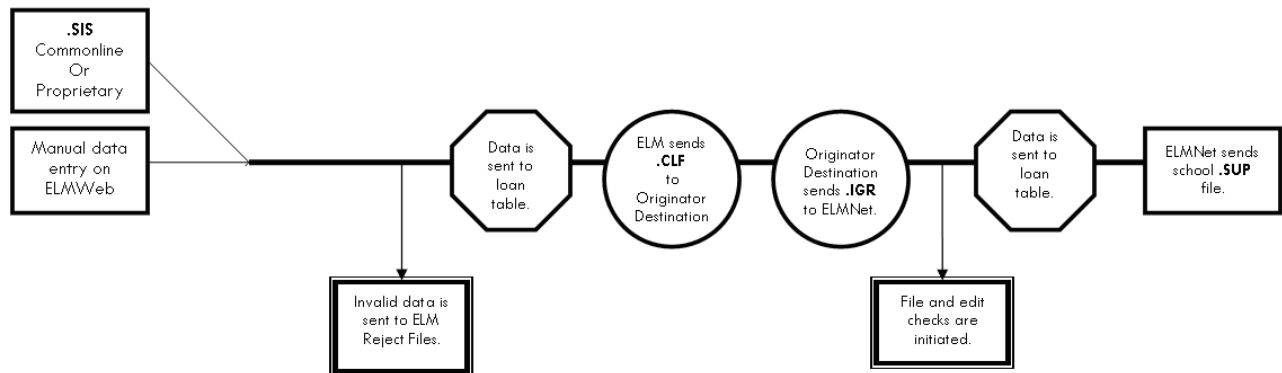 .SIS
Commonline
Or
Proprietary
Manual data
entry on
ELMWeb
Invalid data is
sent to ELM
Reject Files.
Data is
sent to
loan
table.
ELM sends
.CLF
to
Originator
Destination
Originator
Destination
sends .IGR
to ELMNet.
File and edit
checks are
initiated.
Data is
sent to
loan
table.
ELMNet sends
school .SUP
file.